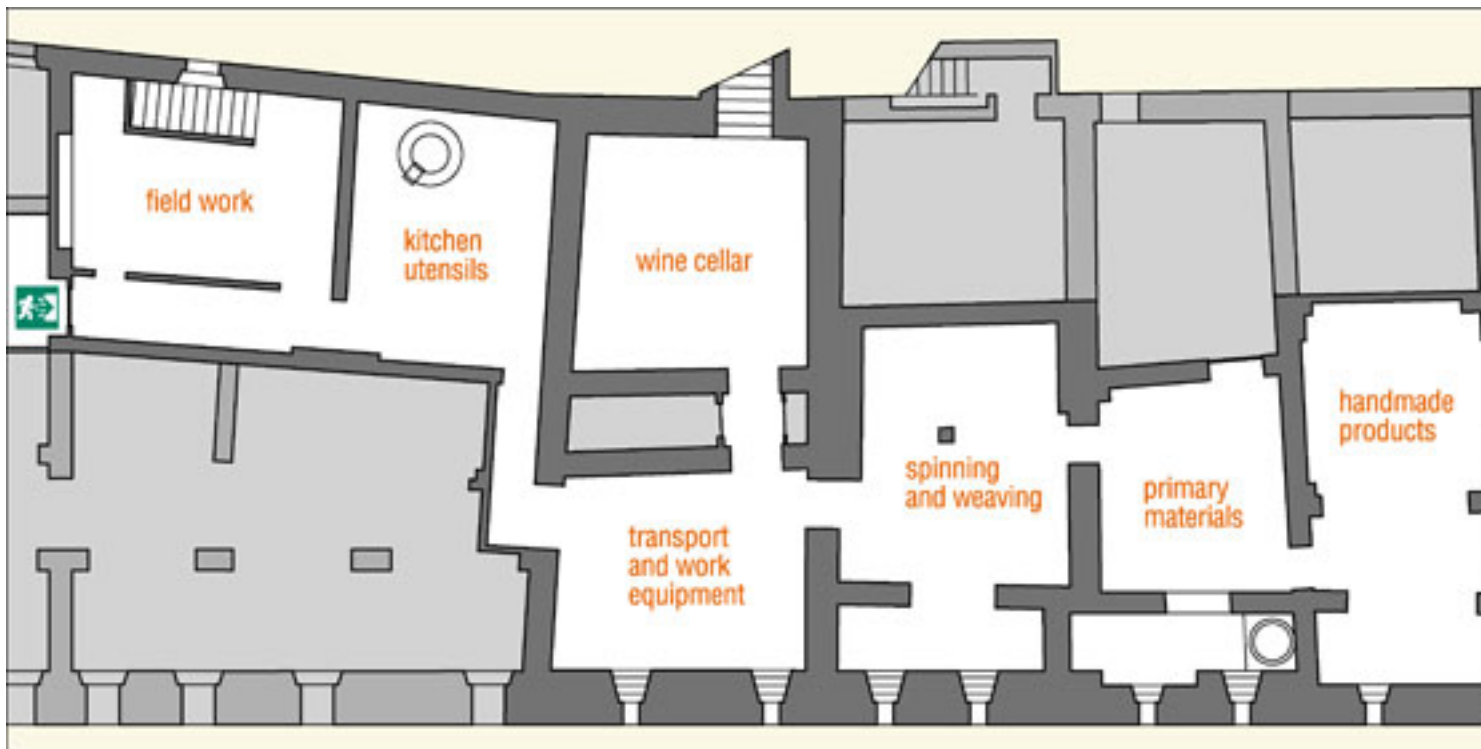 field work
kitchen
utensils
wine cellar
handmade
products
spinning
and weaving
primary
materials
transport
and work
equipment